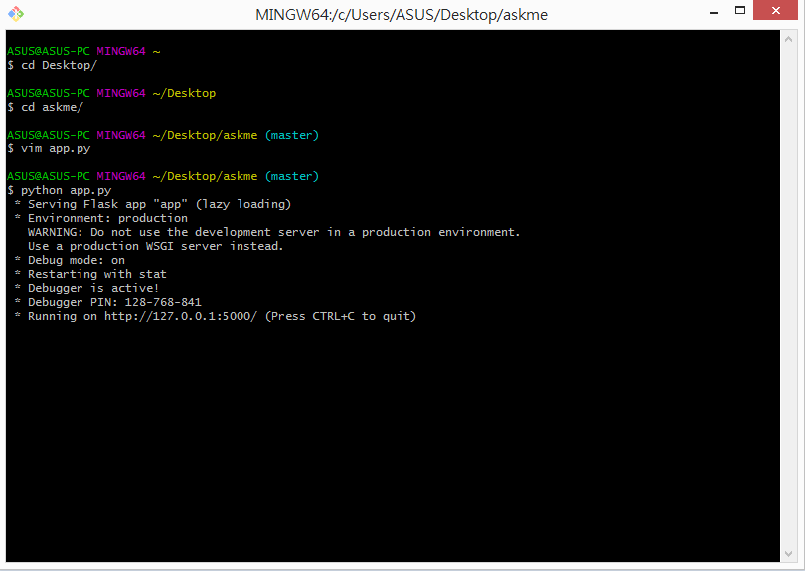 MINGW64:/c/Users/ASUS/Desktop/askme
ASUS@ASUS-PC MINGW64 ~
$ cd Desktop/
ASUS@ASUS-PC MINGW64 ~/Desktop
$ cd askme/
ASUS@ASUS-PC MINGW64 ~/Desktop/askme (master)
$ vim app.py
ASUS@ASUS-PC MINGW64 ~/Desktop/askme (master)
$ python app.py
* Serving Flask app "app" (lazy loading)
* Environment: production
WARNING: Do not use the development server in a production environment.
Use a production WSGI server instead.
* Debug mode: on
* Restarting with stat
* Debugger is active!
* Debugger PIN: 128-768-841
* Running on http://127.0.0.1:5000/ (Press CTRL+C to quit)